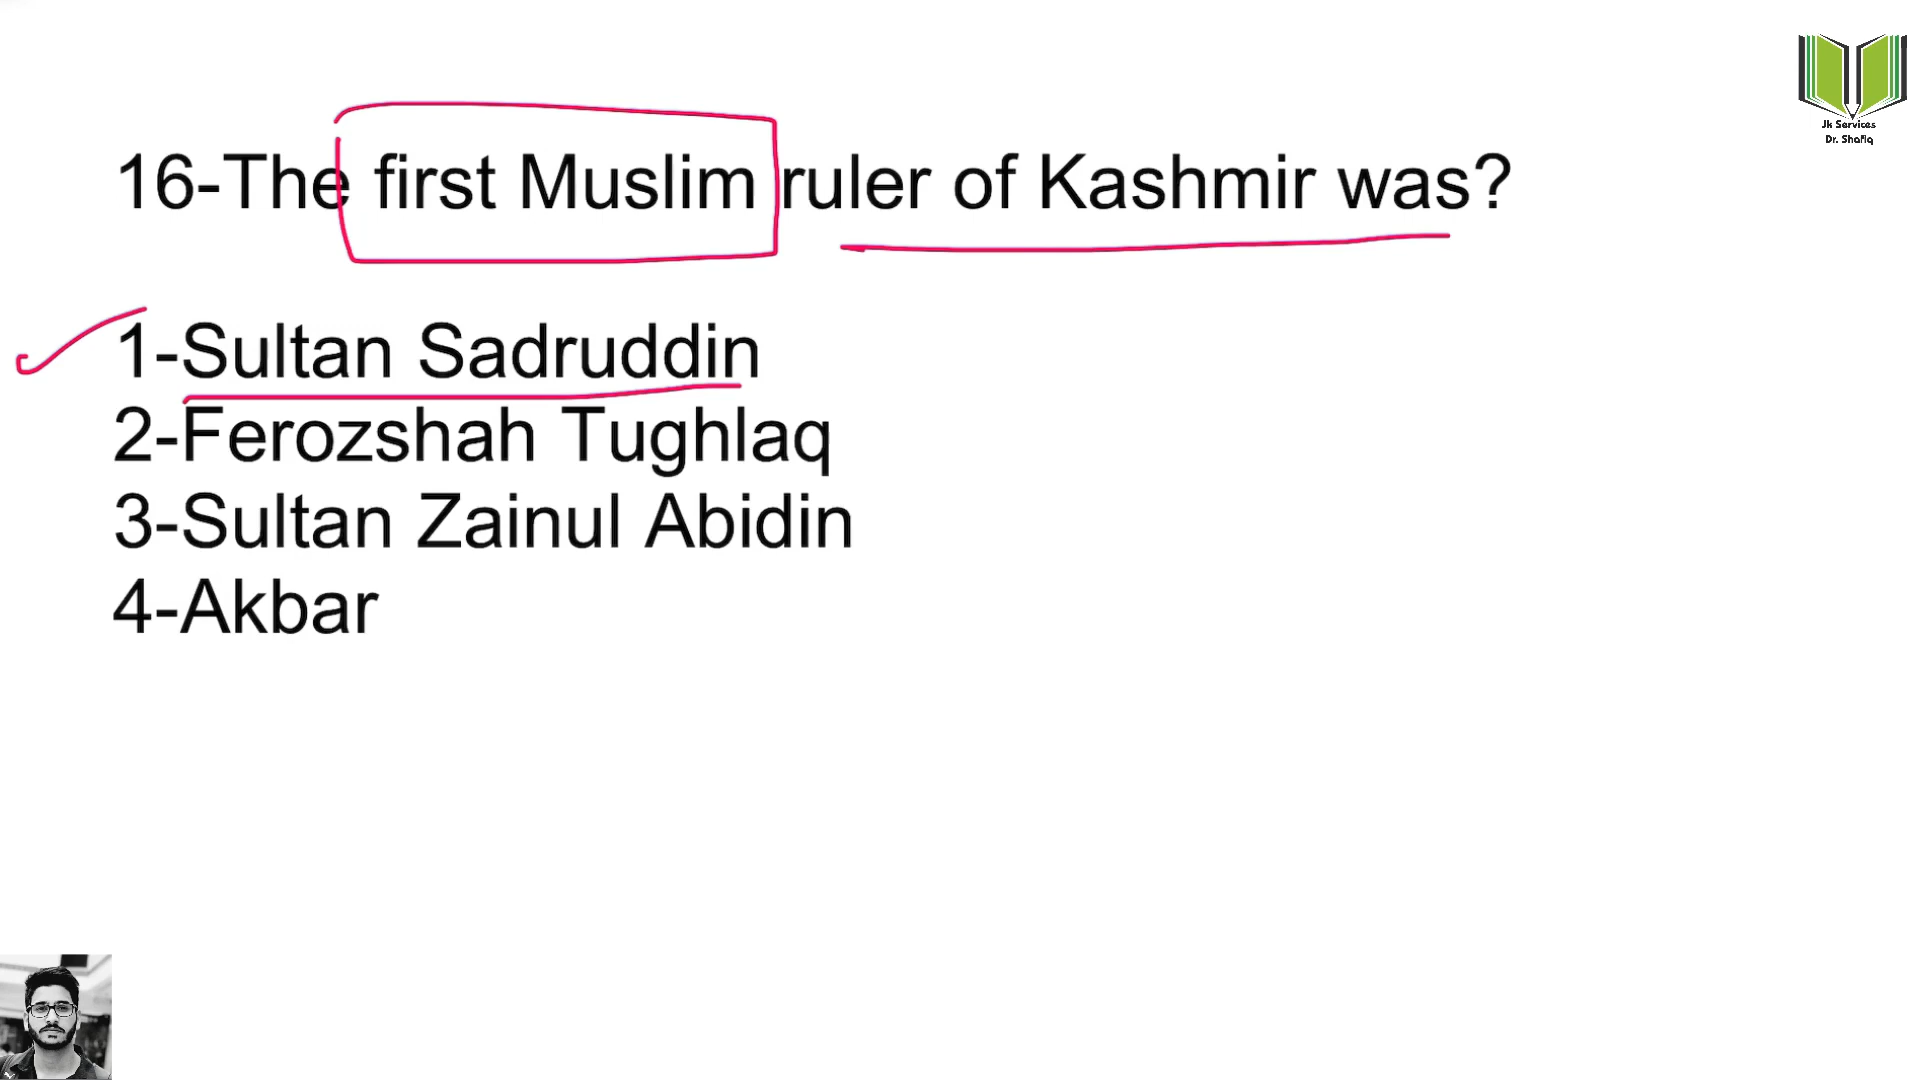 Jk Services
Dr. Shafiq
16-The first Muslim ruler of Kashmir was?
1-Sultan Sadruddin
2-Ferozshah Tughlaq
3-Sultan Zainul Abidin
4-Akbar